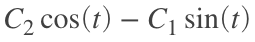 C₂ cos(t) − C₁ sin(t)